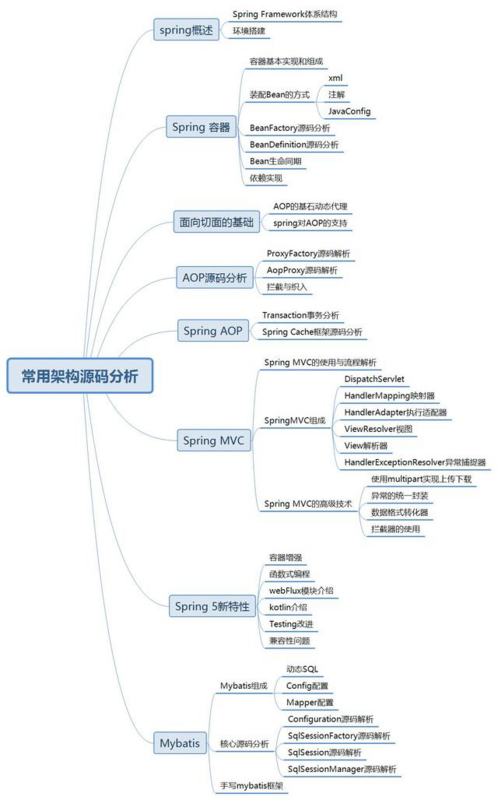 常用架构源码分析
spring概述
Spring Framework体系结构
环境搭建
Spring 容器
容器基本实现和组成
装配Bean的方式
xml
注解
JavaConfig
BeanFactory源码分析
BeanDefinition源码分析
Bean生命周期
依赖实现
面向切面的基础
AOP的基石动态代理
spring对AOP的支持
AOP源码分析
ProxyFactory源码解析
AopProxy源码解析
拦截与织入
Spring AOP
Transaction事务分析
Spring Cache框架源码分析
Spring MVC
Spring MVC的使用与流程解析
SpringMVC组成
DispatchServlet
HandlerMapping映射器
HandlerAdapter执行适配器
ViewResolver视图
View解析器
HandlerExceptionResolver异常捕捉器
Spring MVC的高级技术
使用multipart实现上传下载
异常的统一封装
数据格式转化器
拦截器的使用
Spring 5新特性
容器增强
函数式编程
webFlux模块介绍
kotlin介绍
Testing改进
兼容性问题
Mybatis
Mybatis组成
动态SQL
Config配置
Mapper配置
核心源码分析
Configuration源码解析
SqlSessionFactory源码解析
SqlSession源码解析
SqlSessionManager源码解析
手写mybatis框架